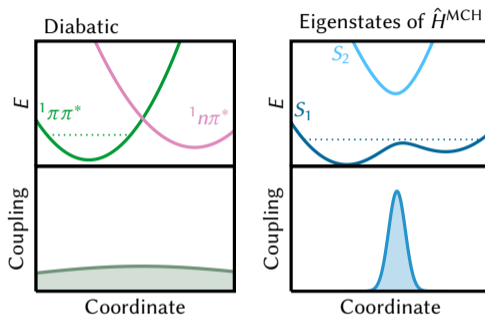 Diabatic
Eigenstates of Ĥ^MCH
E
¹ππ*
¹nπ*
E
S₂
S₁
Coupling
Coupling
Coordinate
Coordinate